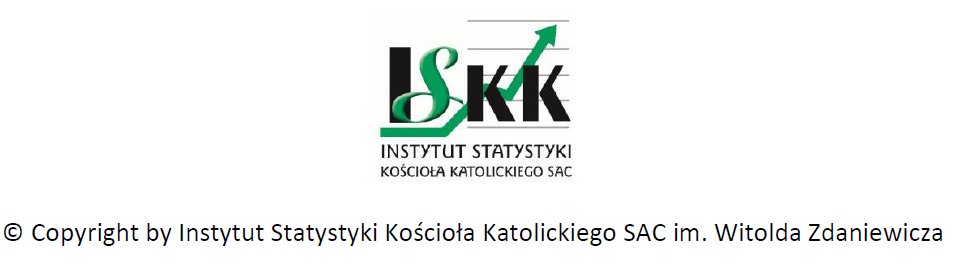 ISKK
INSTYTUT STATYSTYKI
KOŚCIOŁA KATOLICKIEGO SAC
© Copyright by Instytut Statystyki Kościoła Katolickiego SAC im. Witolda Zdaniewicza